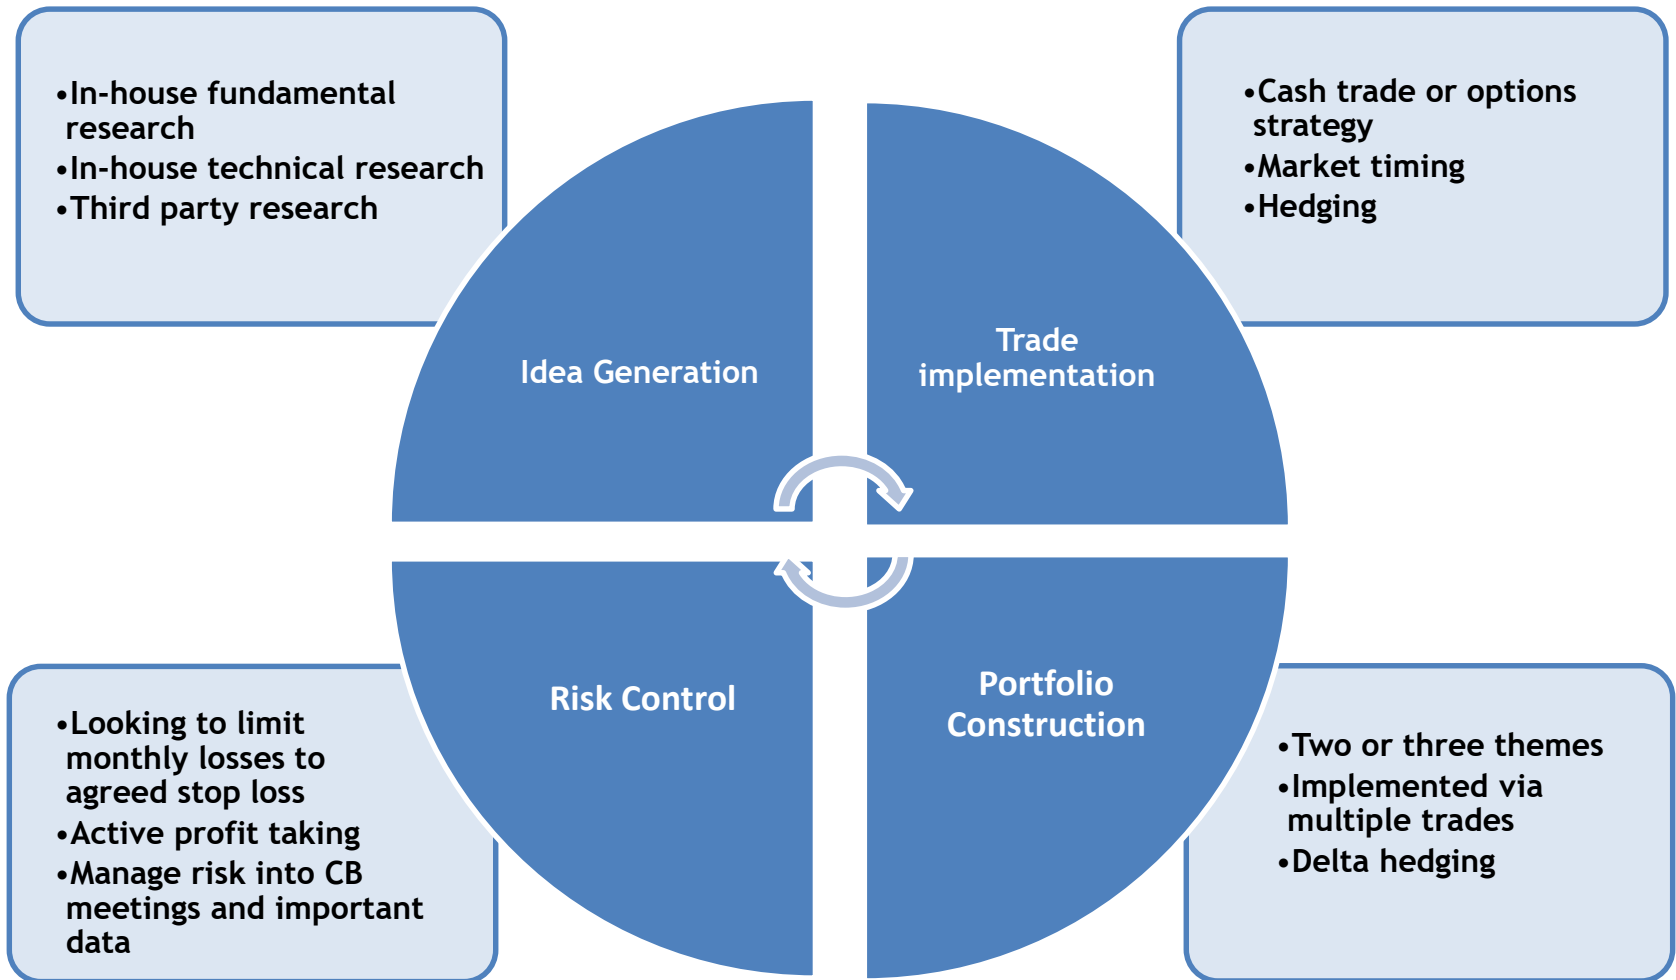 •In-house fundamental
research
•In-house technical research
•Third party research
•Cash trade or options
strategy
•Market timing
•Hedging
Idea Generation
Trade
implementation
Risk Control
Portfolio
Construction
•Looking to limit
monthly losses to
agreed stop loss
•Active profit taking
•Manage risk into CB
meetings and important
data
•Two or three themes
•Implemented via
multiple trades
•Delta hedging